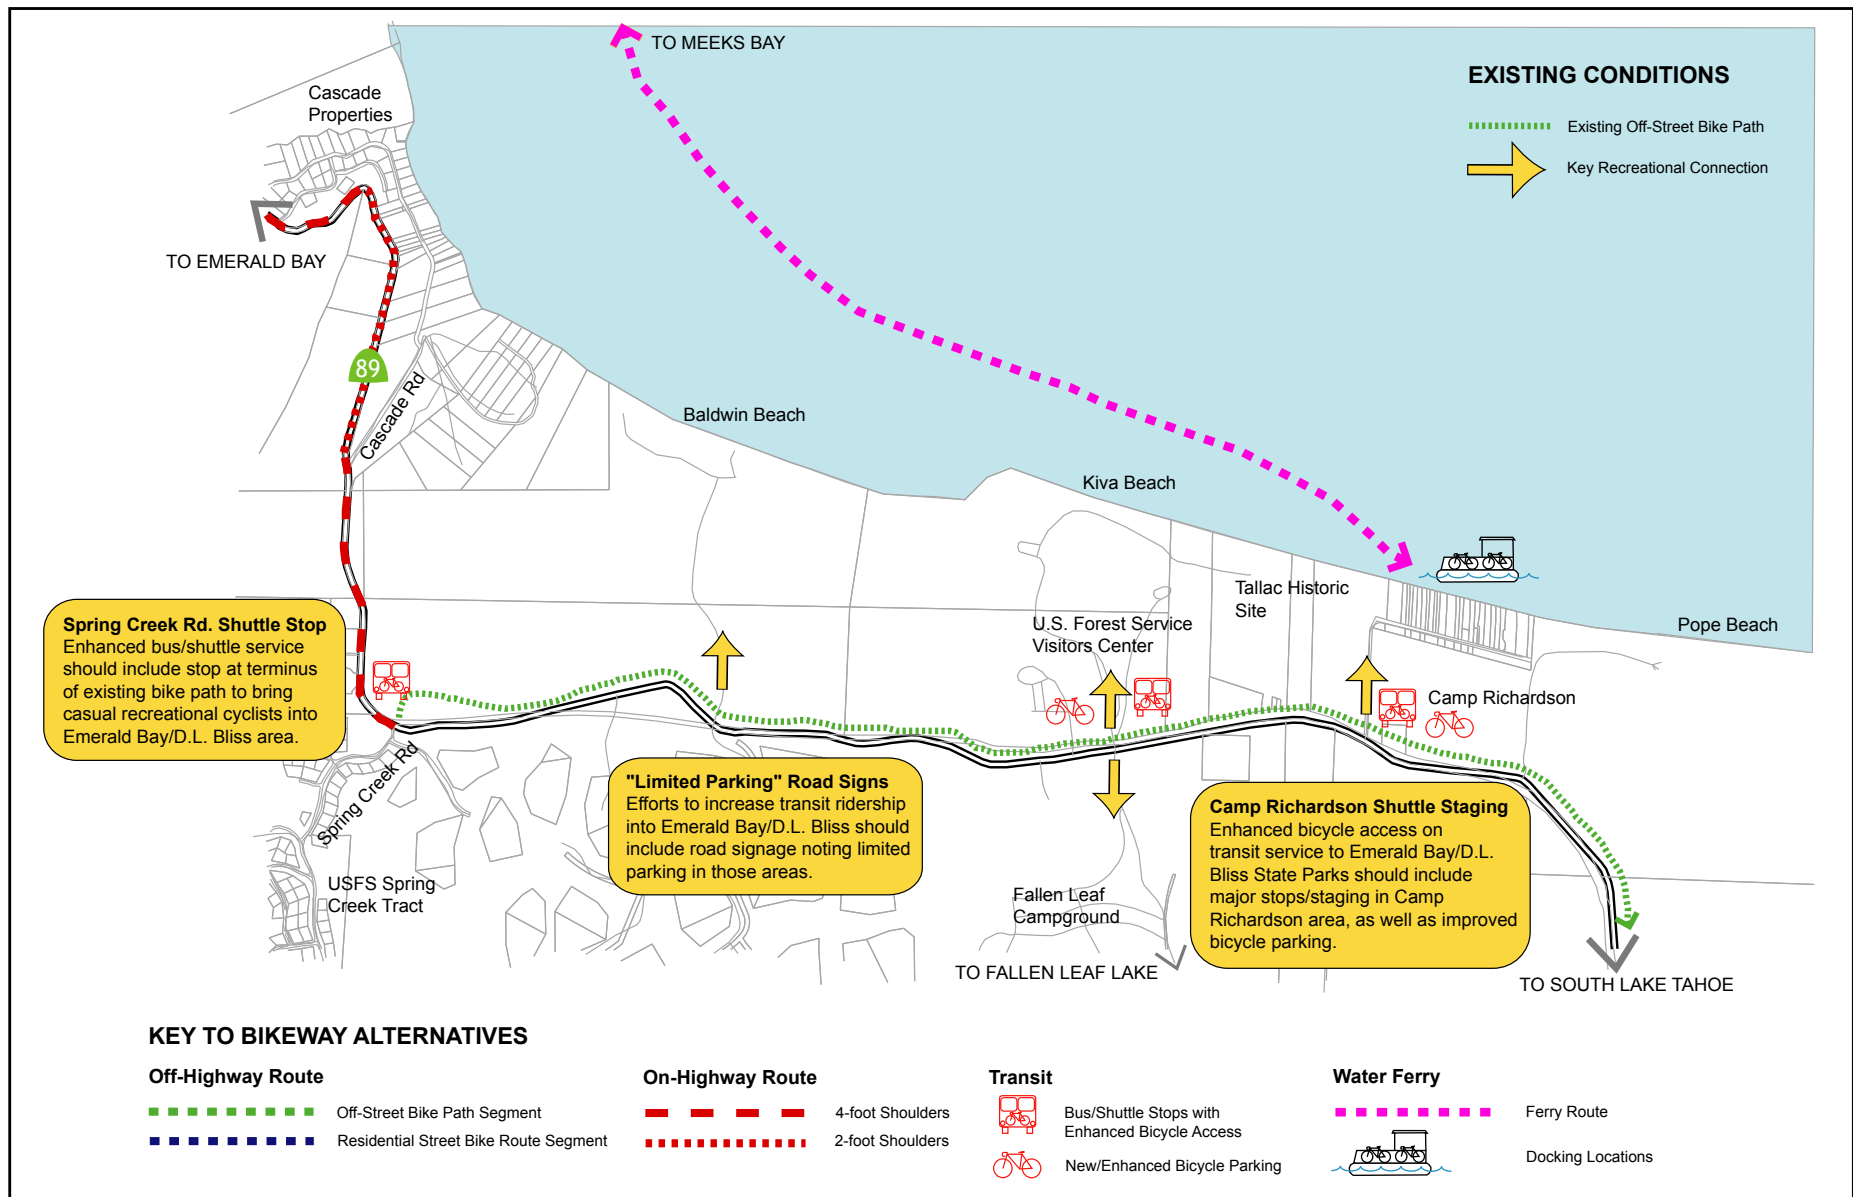 TO MEEKS BAY
EXISTING CONDITIONS
Existing Off-Street Bike Path
Key Recreational Connection
Cascade
Properties
TO EMERALD BAY
89
Cascade Rd
Baldwin Beach
Kiva Beach
Tallac Historic
Site
U.S. Forest Service
Visitors Center
Pope Beach
Camp Richardson
Spring Creek Rd. Shuttle Stop
Enhanced bus/shuttle service
should include stop at terminus
of existing bike path to bring
casual recreational cyclists into
Emerald Bay/D.L. Bliss area.
Spring Creek Rd
"Limited Parking" Road Signs
Efforts to increase transit ridership
into Emerald Bay/D.L. Bliss should
include road signage noting limited
parking in those areas.
Camp Richardson Shuttle Staging
Enhanced bicycle access on
transit service to Emerald Bay/D.L.
Bliss State Parks should include
major stops/staging in Camp
Richardson area, as well as improved
bicycle parking.
USFS Spring
Creek Tract
Fallen Leaf
Campground
TO FALLEN LEAF LAKE
TO SOUTH LAKE TAHOE
KEY TO BIKEWAY ALTERNATIVES
Off-Highway Route
Off-Street Bike Path Segment
Residential Street Bike Route Segment
On-Highway Route
4-foot Shoulders
2-foot Shoulders
Transit
Bus/Shuttle Stops with
Enhanced Bicycle Access
New/Enhanced Bicycle Parking
Water Ferry
Ferry Route
Docking Locations